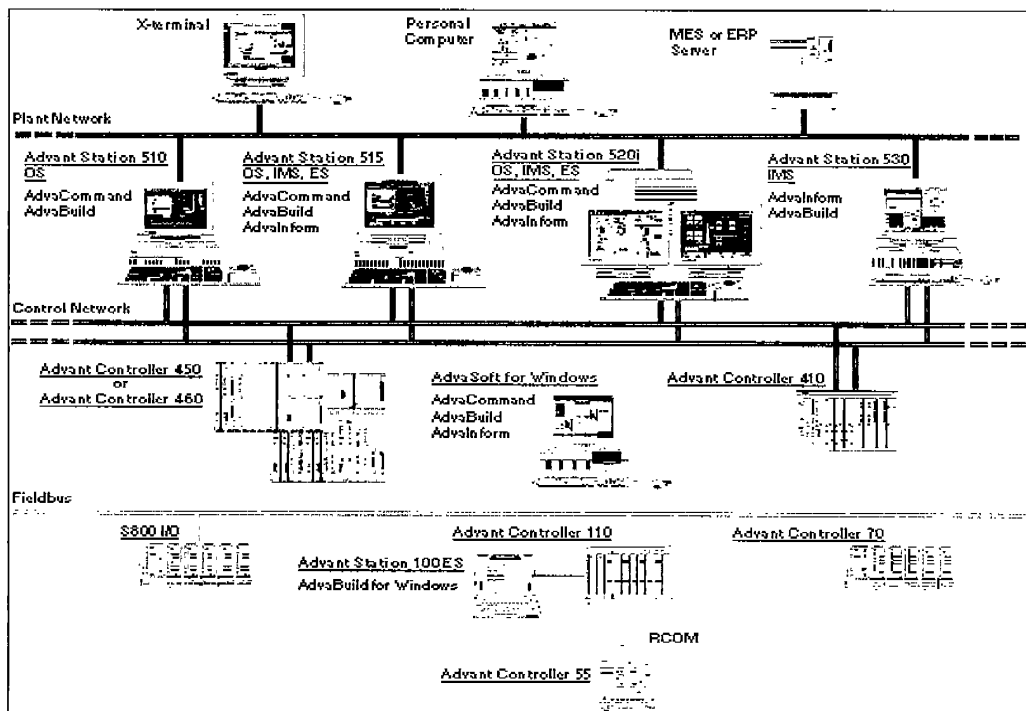 X-terminal
Personal
Computer
MES or ERP
Server
Plant Network
Advant Station 510
OS
AdvaCommand
AdvaBuild
Advant Station 515
OS, IMS, ES
AdvaCommand
AdvaBuild
AdvaInform
Advant Station 520i
OS, IMS, ES
AdvaCommand
AdvaBuild
AdvaInform
Advant Station 530
IMS
AdvaInform
AdvaBuild
Control Network
Advant Controller 450
or
Advant Controller 460
AdvaSoft for Windows
AdvaCommand
AdvaBuild
AdvaInform
Advant Controller 410
Fieldbus
S800 I/O
Advant Controller 110
Advant Station 100ES
AdvaBuild for Windows
Advant Controller 70
RCOM
Advant Controller 55